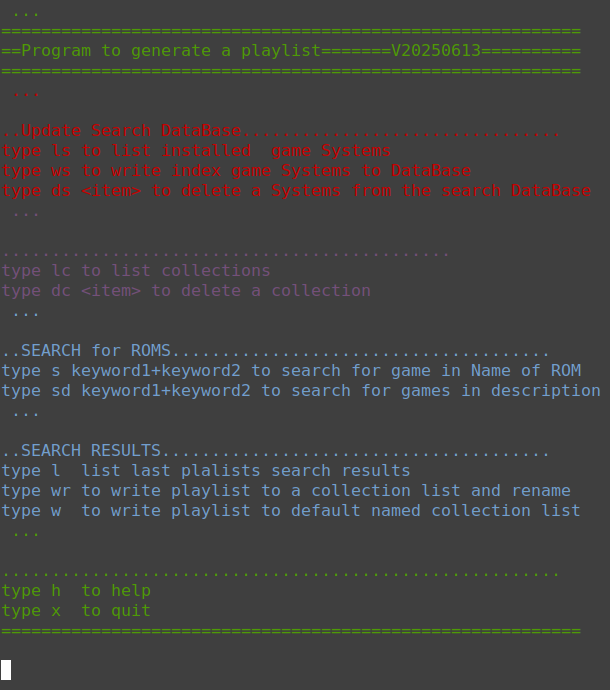 ...
==========================================================
==Program to generate a playlist=======V20250613==========
==========================================================
...
..Update Search DataBase................................
type ls to list installed  game Systems
type ws to write index game Systems to DataBase
type ds <item> to delete a Systems from the search DataBase
...
.............................................
type lc to list collections
type dc <item> to delete a collection
...
..SEARCH for ROMS......................................
type s keyword1+keyword2 to search for game in Name of ROM
type sd keyword1+keyword2 to search for games in description
...
..SEARCH RESULTS.......................................
type l  list last plalists search results
type wr to write playlist to a collection list and rename
type w  to write playlist to default named collection list
...
........................................................
type h  to help
type x  to quit
==========================================================